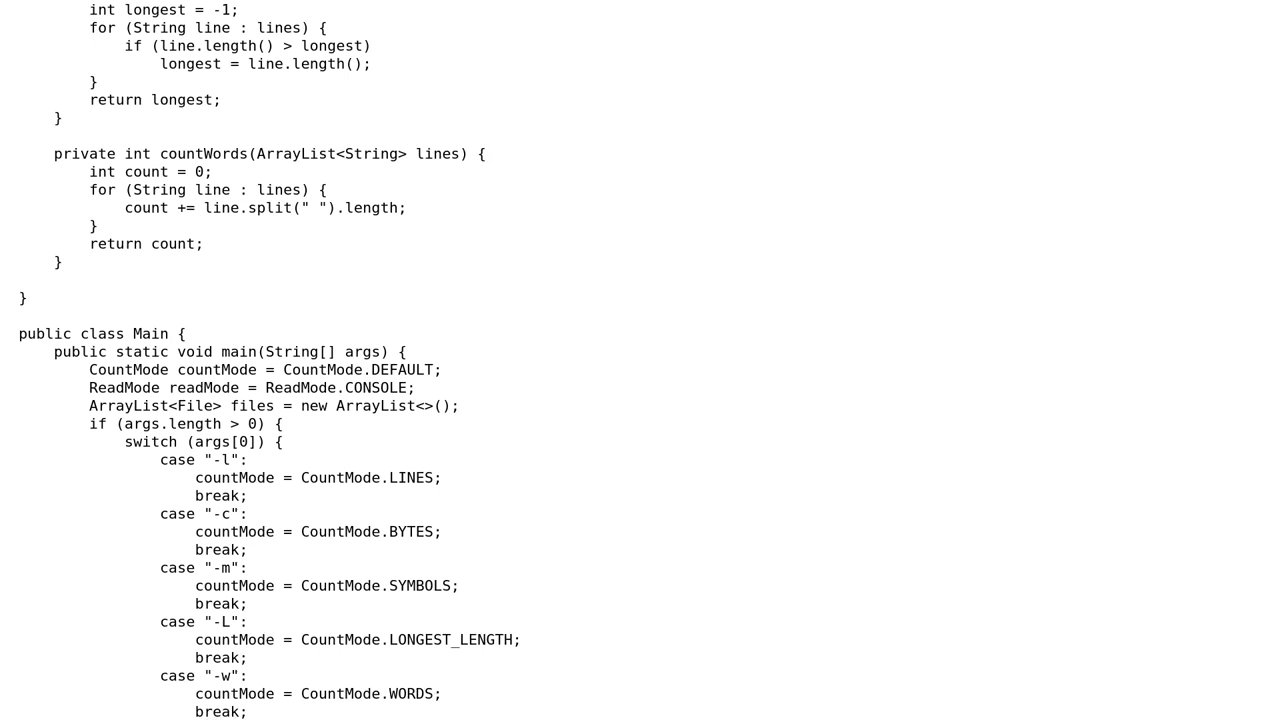 int longest = -1;
        for (String line : lines) {
            if (line.length() > longest)
                longest = line.length();
        }
        return longest;
    }

    private int countWords(ArrayList<String> lines) {
        int count = 0;
        for (String line : lines) {
            count += line.split(" ").length;
        }
        return count;
    }

}

public class Main {
    public static void main(String[] args) {
        CountMode countMode = CountMode.DEFAULT;
        ReadMode readMode = ReadMode.CONSOLE;
        ArrayList<File> files = new ArrayList<>();
        if (args.length > 0) {
            switch (args[0]) {
                case "-l":
                    countMode = CountMode.LINES;
                    break;
                case "-c":
                    countMode = CountMode.BYTES;
                    break;
                case "-m":
                    countMode = CountMode.SYMBOLS;
                    break;
                case "-L":
                    countMode = CountMode.LONGEST_LENGTH;
                    break;
                case "-w":
                    countMode = CountMode.WORDS;
                    break;